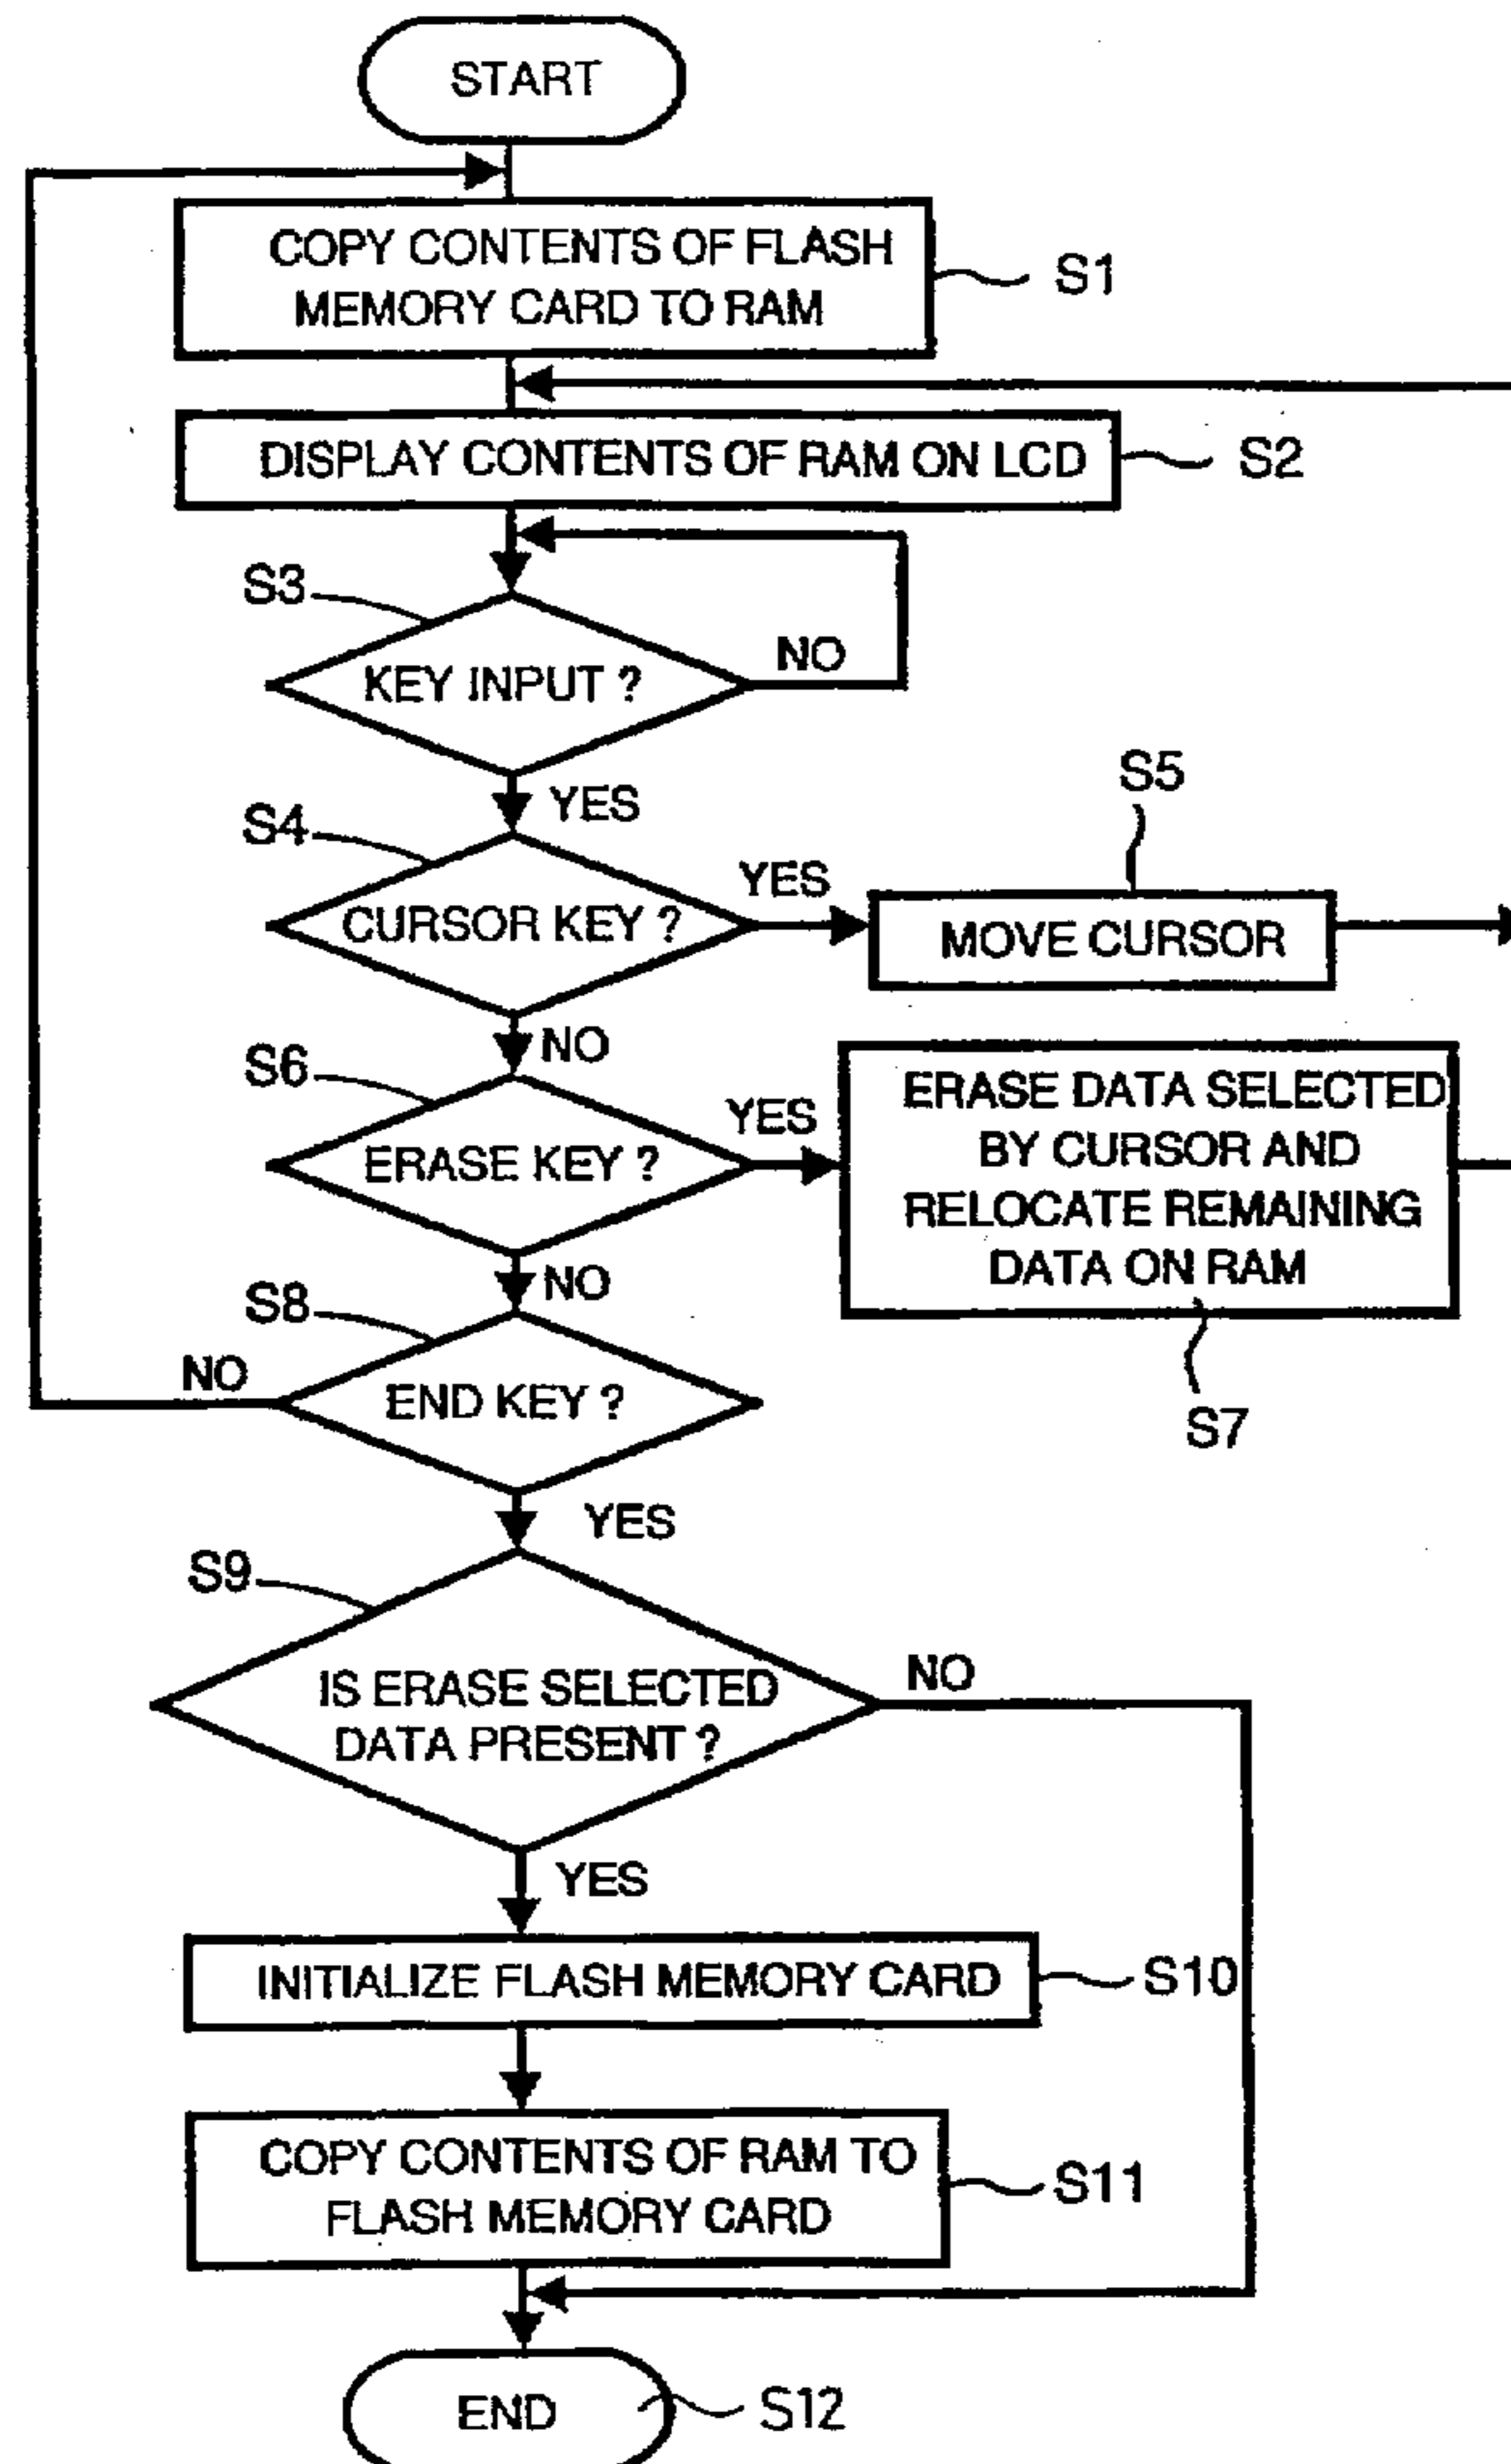 START
COPY CONTENTS OF FLASH
MEMORY CARD TO RAM
S1
DISPLAY CONTENTS OF RAM ON LCD
S2
S3
KEY INPUT ?
NO
YES
S4
CURSOR KEY ?
YES
S5
MOVE CURSOR
NO
S6
ERASE KEY ?
YES
ERASE DATA SELECTED
BY CURSOR AND
RELOCATE REMAINING
DATA ON RAM
S7
NO
S8
END KEY ?
NO
YES
S9
IS ERASE SELECTED
DATA PRESENT ?
NO
YES
INITIALIZE FLASH MEMORY CARD
S10
COPY CONTENTS OF RAM TO
FLASH MEMORY CARD
S11
END
S12